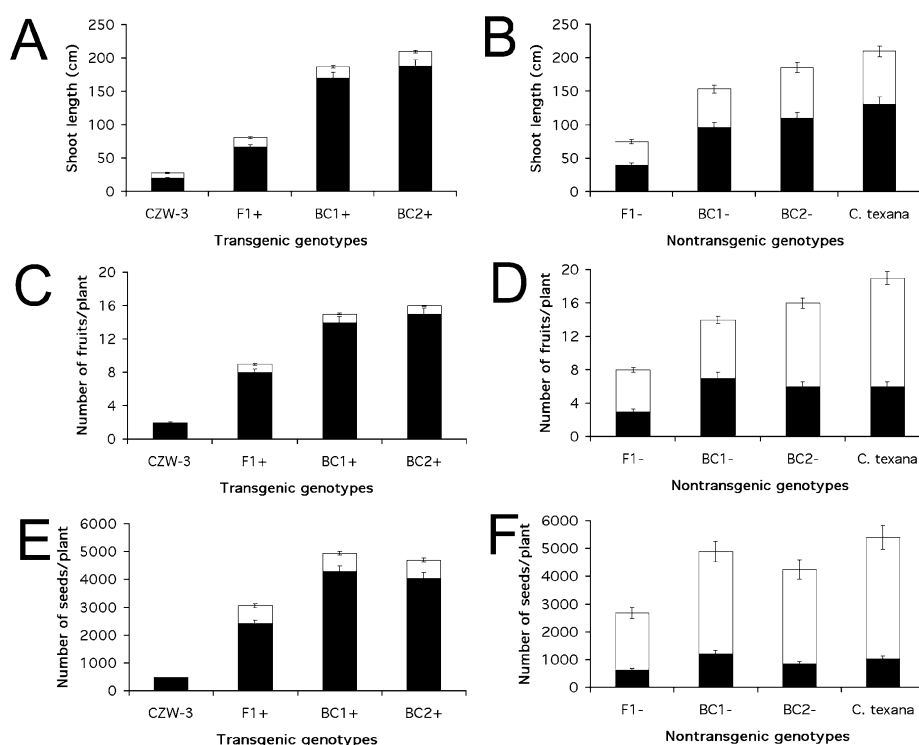 A
Shoot length (cm)
250
200
150
100
50
0
CZW-3 F1+ BC1+ BC2+
Transgenic genotypes
B
Shoot length (cm)
250
200
150
100
50
0
F1- BC1- BC2- C. texana
Nontransgenic genotypes
C
Number of fruits/plant
20
16
12
8
4
0
CZW-3 F1+ BC1+ BC2+
Transgenic genotypes
D
Number of fruits/plant
20
16
12
8
4
0
F1- BC1- BC2- C. texana
Nontransgenic genotypes
E
Number of seeds/plant
6000
5000
4000
3000
2000
1000
0
CZW-3 F1+ BC1+ BC2+
Transgenic genotypes
F
Number of seeds/plant
6000
5000
4000
3000
2000
1000
0
F1- BC1- BC2- C. texana
Nontransgenic genotypes